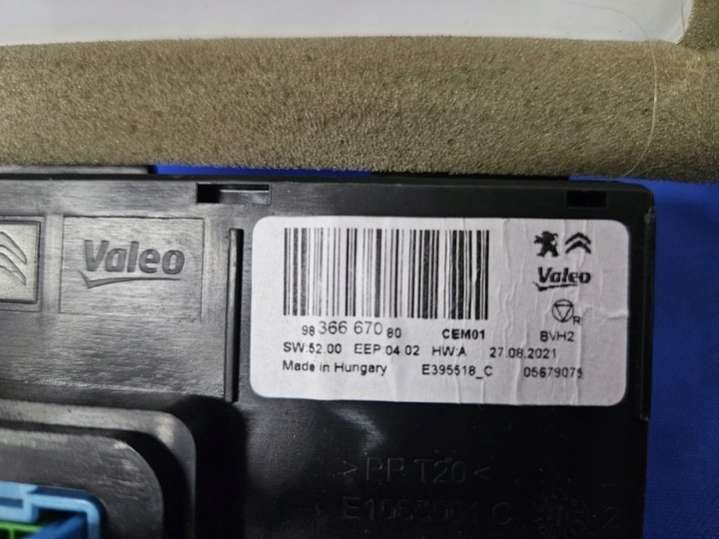 Valeo
Valeo
R
98 366 670 80 CEM01 BVH2
SW:52.00 EEP 04.02 HW:A 27.08.2021
Made in Hungary E395518_C 05679075
>PP T20<